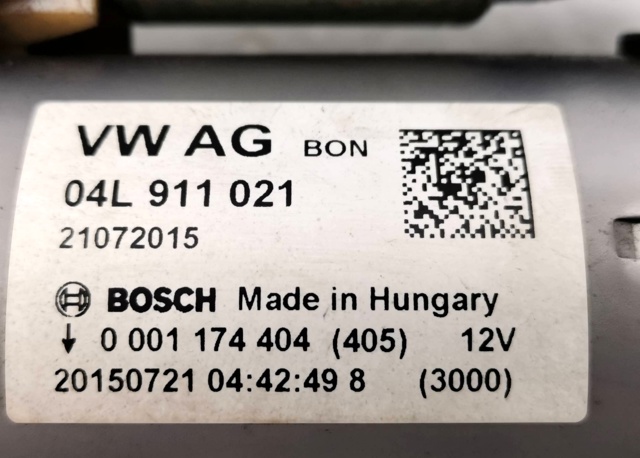 VW AG BON
04L 911 021
21072015
BOSCH Made in Hungary
↓ 0 001 174 404 (405) 12V
20150721 04:42:49 8 (3000)